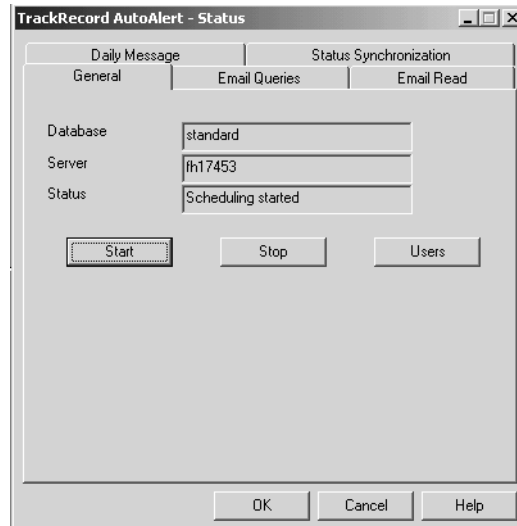 TrackRecord AutoAlert - Status
Daily Message Status Synchronization
General Email Queries Email Read
Database standard
Server fh17453
Status Scheduling started
Start Stop Users
OK Cancel Help